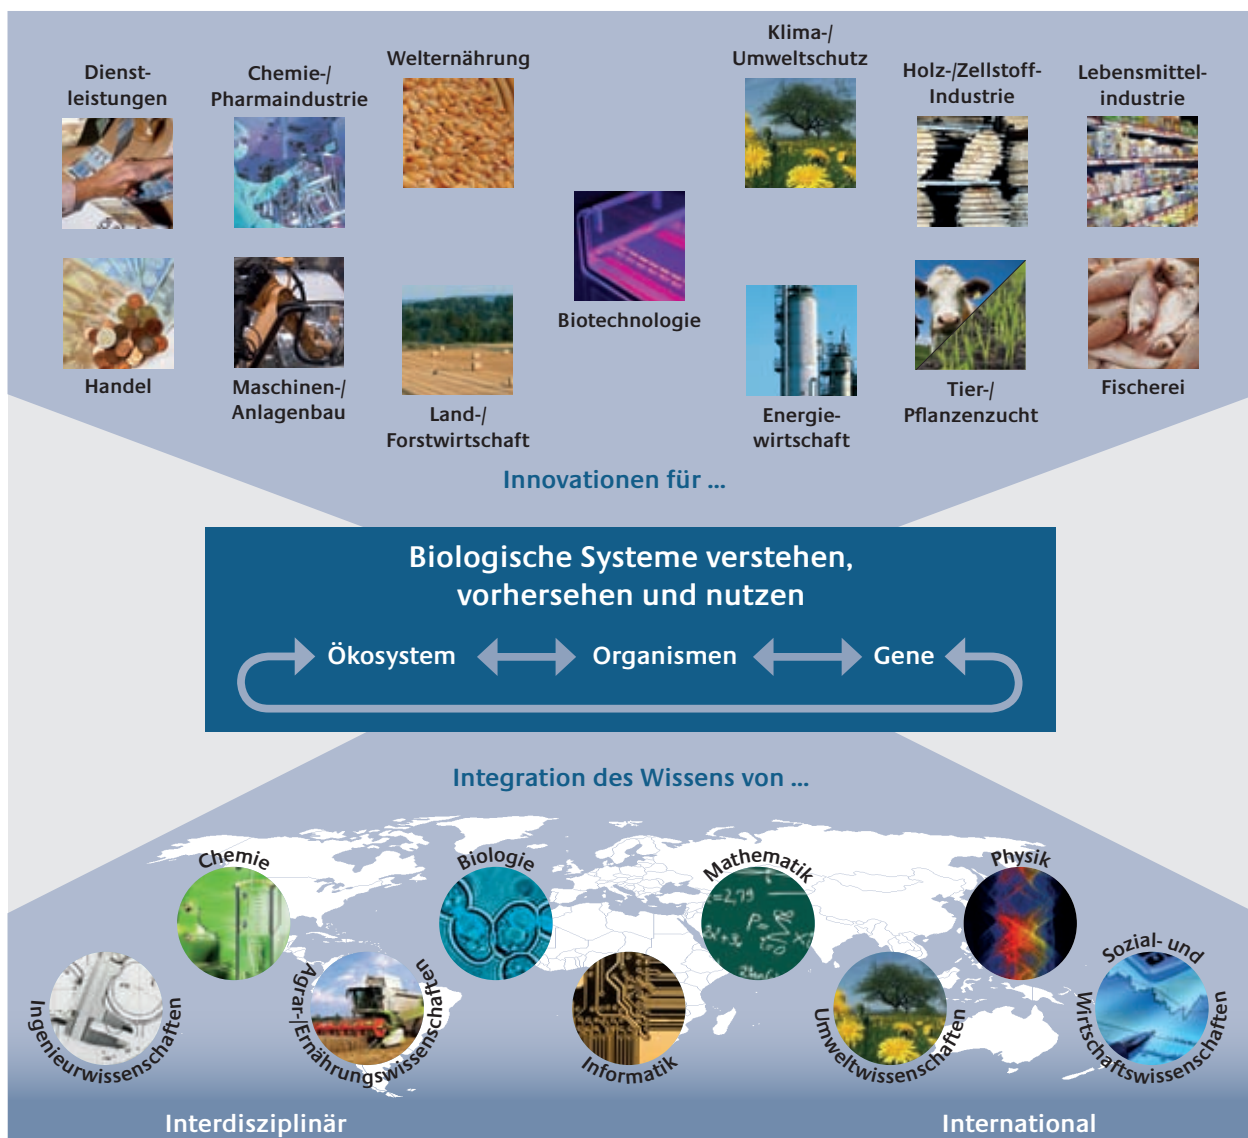 Dienst-
leistungen
Chemie-/
Pharmaindustrie
Welternährung
Klima-/
Umweltschutz
Holz-/Zellstoff-
Industrie
Lebensmittel-
industrie
Handel
Maschinen-/
Anlagenbau
Land-/
Forstwirtschaft
Biotechnologie
Energie-
wirtschaft
Tier-/
Pflanzenzucht
Fischerei
Innovationen für ...
Biologische Systeme verstehen,
vorhersehen und nutzen
Ökosystem Organismen Gene
Integration des Wissens von ...
Chemie
Biologie
Mathematik
Physik
Ingenieurwissenschaften
Agrar-/Ernährungswissenschaften
Informatik
Umweltwissenschaften
Sozial- und
Wirtschaftswissenschaften
Interdisziplinär International